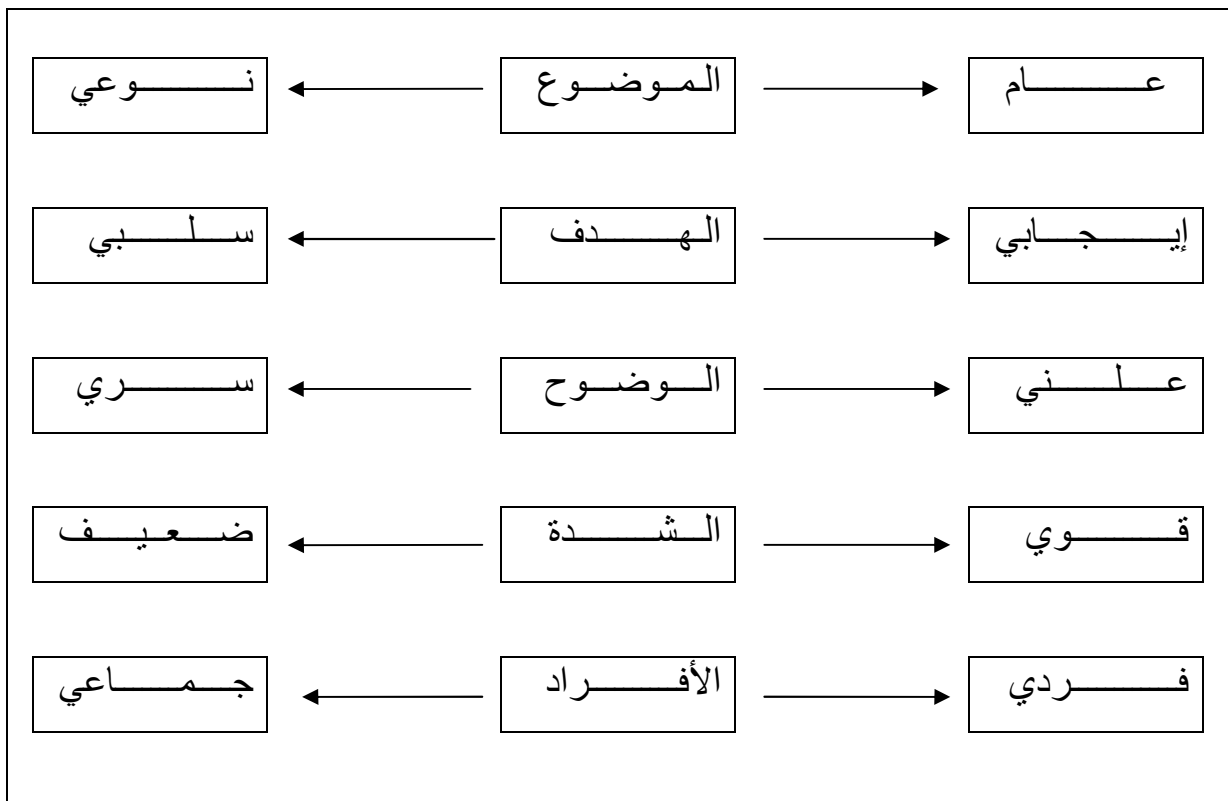 عام الموضوع نوعي
إيجابي الهدف سلبي
علني الوضوح سري
قوي الشدة ضعيف
فردي الأفراد جماعي